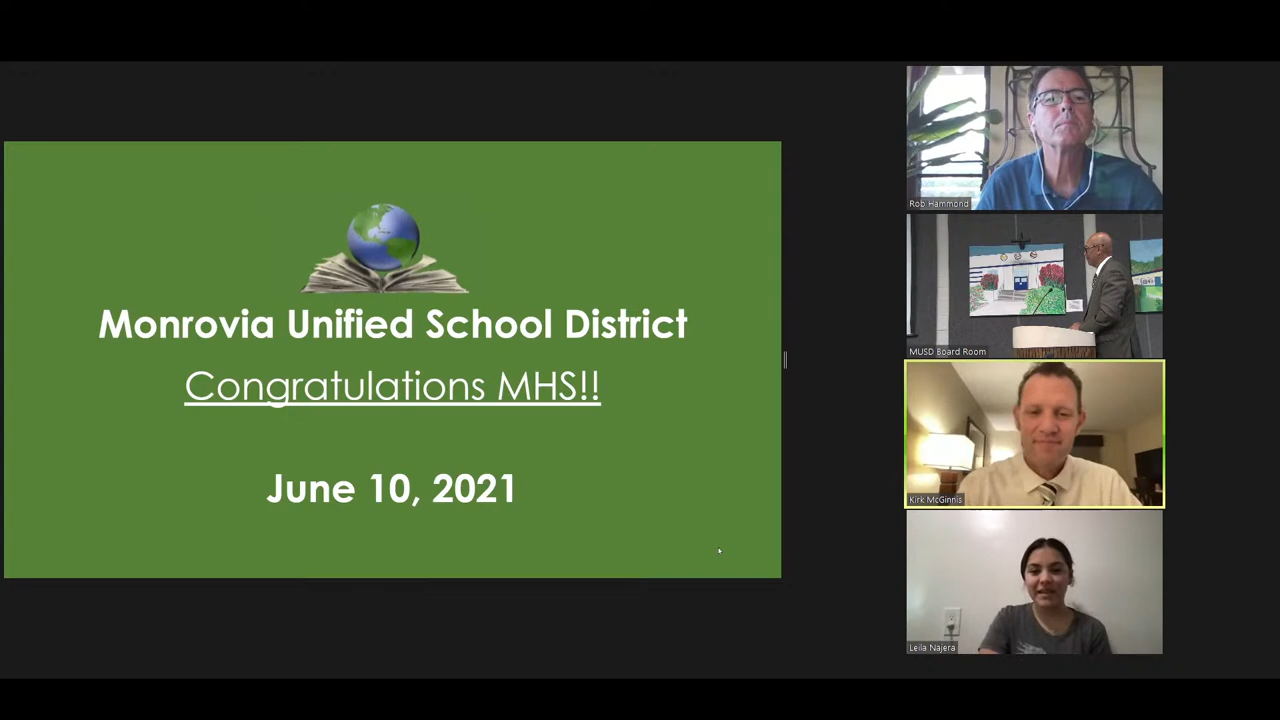 Monrovia Unified School District
Congratulations MHS!!
June 10, 2021
Rob Hammond
MUSD Board Room
Kirk McGinnis
Leila Najera